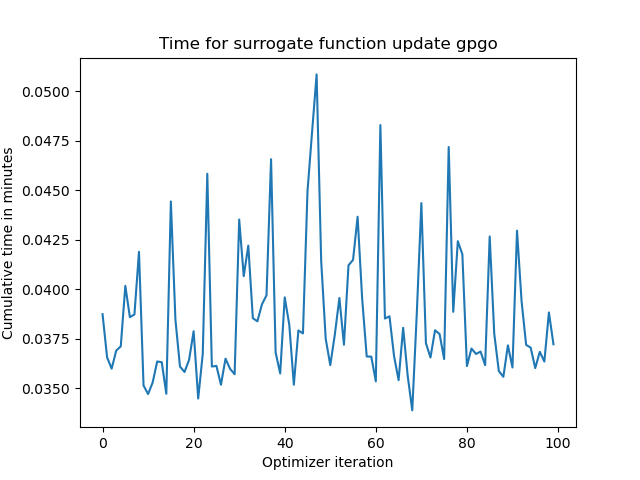 Time for surrogate function update gpgo
Cumulative time in minutes
0.0500
0.0475
0.0450
0.0425
0.0400
0.0375
0.0350
0 20 40 60 80 100
Optimizer iteration